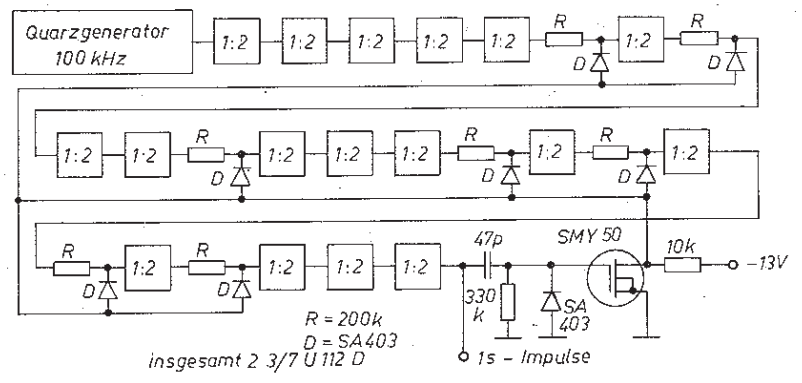 Quarzgenerator
100 kHz
1:2 1:2 1:2 1:2 1:2 R 1:2 R
D D
1:2 1:2 R 1:2 1:2 1:2 R 1:2 R 1:2
D D D
R 1:2 R 1:2 1:2 1:2 47p SMY 50 10k –13V
D D
330
k
SA
403
R = 200k
D = SA403
insgesamt 2 3/7 U 112 D
1s – Impulse